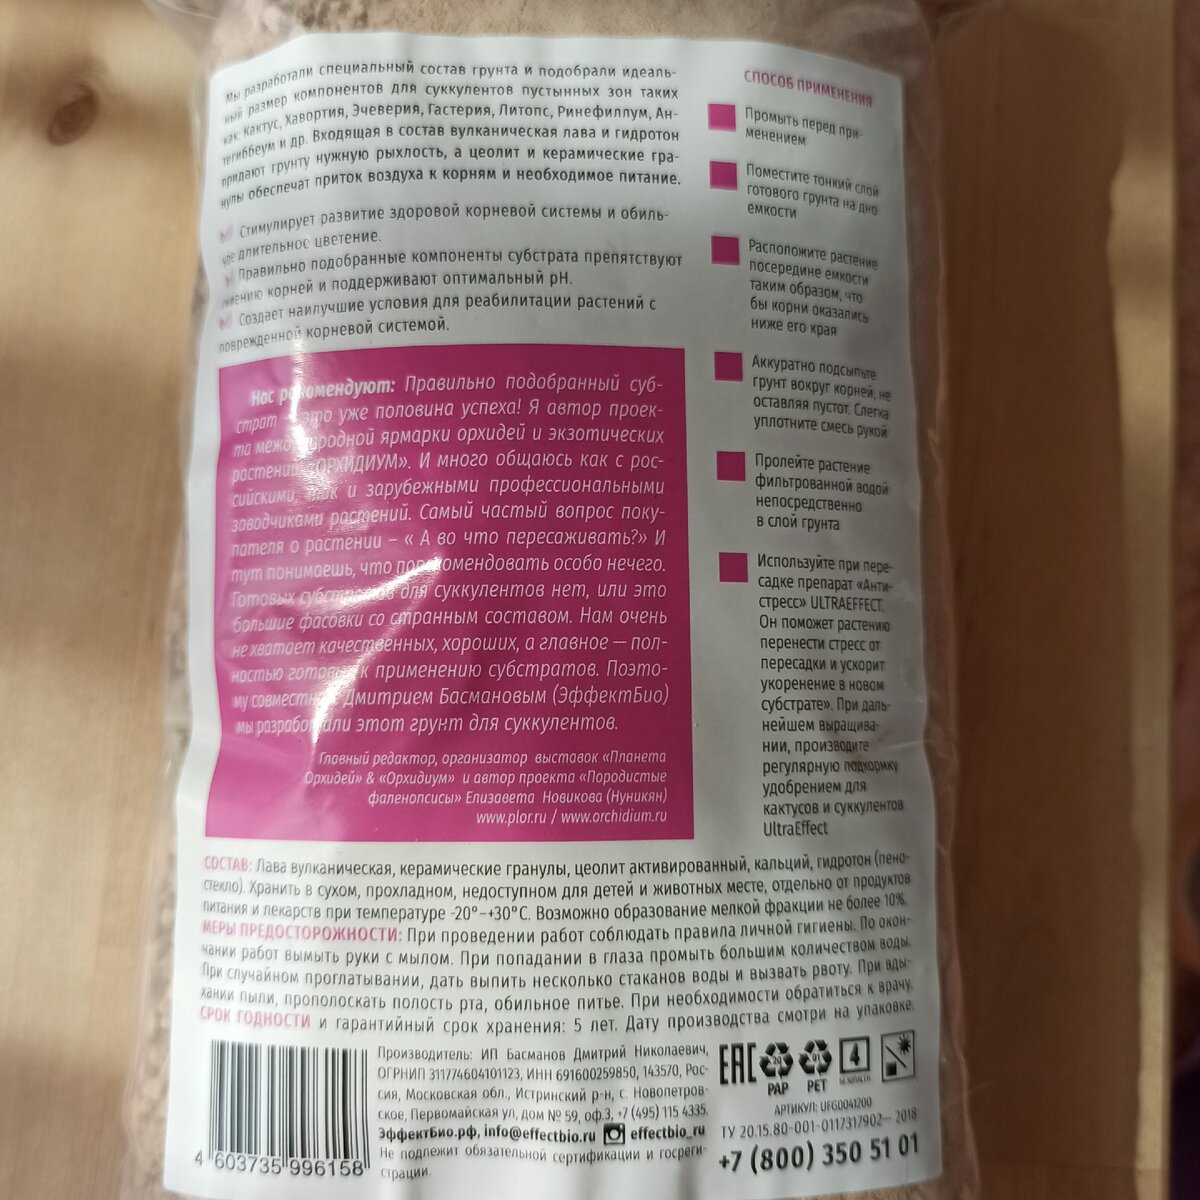 Мы разработали специальный состав грунта и подобрали идеаль-
ный размер компонентов для суккулентов пустынных зон таких
как: Кактус, Хавортия, Эчеверия, Гастерия, Литопс, Ринефиллум, Ан-
тегиббеум и др. Входящая в состав вулканическая лава и гидротон
придают грунту нужную рыхлость, а цеолит и керамические гра-
нулы обеспечат приток воздуха к корням и необходимое питание.
Стимулирует развитие здоровой корневой системы и обиль-
ное длительное цветение.
Правильно подобранные компоненты субстрата препятствуют
гниению корней и поддерживают оптимальный pH.
Создает наилучшие условия для реабилитации растений с
поврежденной корневой системой.
Нас рекомендуют: Правильно подобранный суб-
страт – это уже половина успеха! Я автор проек-
та международной ярмарки орхидей и экзотических
растений «ОРХИДИУМ». И много общаюсь как с рос-
сийскими, так и зарубежными профессиональными
заводчиками растений. Самый частый вопрос поку-
пателя о растении – « А во что пересаживать?» И
тут понимаешь, что порекомендовать особо нечего.
Готовых субстратов для суккулентов нет, или это
большие фасовки со странным составом. Нам очень
не хватает качественных, хороших, а главное — пол-
ностью готовых к применению субстратов. Поэто-
му совместно с Дмитрием Басмановым (ЭффектБио)
мы разработали этот грунт для суккулентов.
Главный редактор, организатор выставок «Планета
Орхидей» & «Орхидиум» и автор проекта «Породистые
фаленопсисы» Елизавета Новикова (Нуникян)
www.plor.ru / www.orchidium.ru
СПОСОБ ПРИМЕНЕНИЯ
Промыть перед при-
менением
Поместите тонкий слой
готового грунта на дно
емкости
Расположите растение
посередине емкости
таким образом, что
бы корни оказались
ниже его края
Аккуратно подсыпьте
грунт вокруг корней, не
оставляя пустот. Слегка
уплотните смесь рукой
Пролейте растение
фильтрованной водой
непосредственно
в слой грунта
Используйте при пере-
садке препарат «Анти-
стресс» ULTRAEFFECT.
Он поможет растению
перенести стресс от
пересадки и ускорит
укоренение в новом
субстрате». При даль-
нейшем выращива-
нии, производите
регулярную подкормку
удобрением для
кактусов и суккулентов
UltraEffect
СОСТАВ: Лава вулканическая, керамические гранулы, цеолит активированный, кальций, гидротон (пено-
стекло). Хранить в сухом, прохладном, недоступном для детей и животных месте, отдельно от продуктов
питания и лекарств при температуре -20°–+30°С. Возможно образование мелкой фракции не более 10%.
МЕРЫ ПРЕДОСТОРОЖНОСТИ: При проведении работ соблюдать правила личной гигиены. По окон-
чании работ вымыть руки с мылом. При попадании в глаза промыть большим количеством воды.
При случайном проглатывании, дать выпить несколько стаканов воды и вызвать рвоту. При вды-
хании пыли, прополоскать полость рта, обильное питье. При необходимости обратиться к врачу.
СРОК ГОДНОСТИ и гарантийный срок хранения: 5 лет. Дату производства смотри на упаковке.
4 603735 996158
Производитель: ИП Басманов Дмитрий Николаевич,
ОГРНИП 311774604101123, ИНН 691600259850, 143570, Рос-
сия, Московская обл., Истринский р-н, с. Новопетров-
ское, Первомайская ул, дом № 59, оф.3, +7 (495) 115 4335.
ЭффектБио.рф, info@effectbio.ru effectbio_ru
Не подлежит обязательной сертификации и госреги-
страции.
ЕАС 20 PAP 01 PET 4
АРТИКУЛ: UFG0041200
ТУ 20.15.80-001-0117317902— 2018
+7 (800) 350 51 01